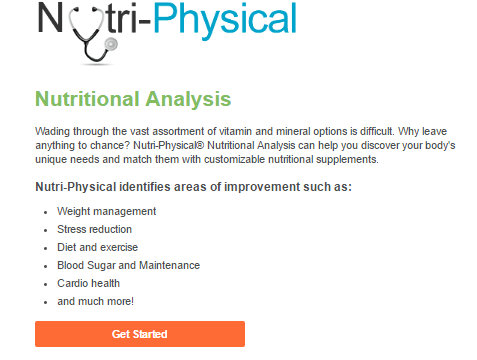 Nutri-Physical
Nutritional Analysis
Wading through the vast assortment of vitamin and mineral options is difficult. Why leave
anything to chance? Nutri-Physical® Nutritional Analysis can help you discover your body's
unique needs and match them with customizable nutritional supplements.
Nutri-Physical identifies areas of improvement such as:
• Weight management
• Stress reduction
• Diet and exercise
• Blood Sugar and Maintenance
• Cardio health
• and much more!
Get Started